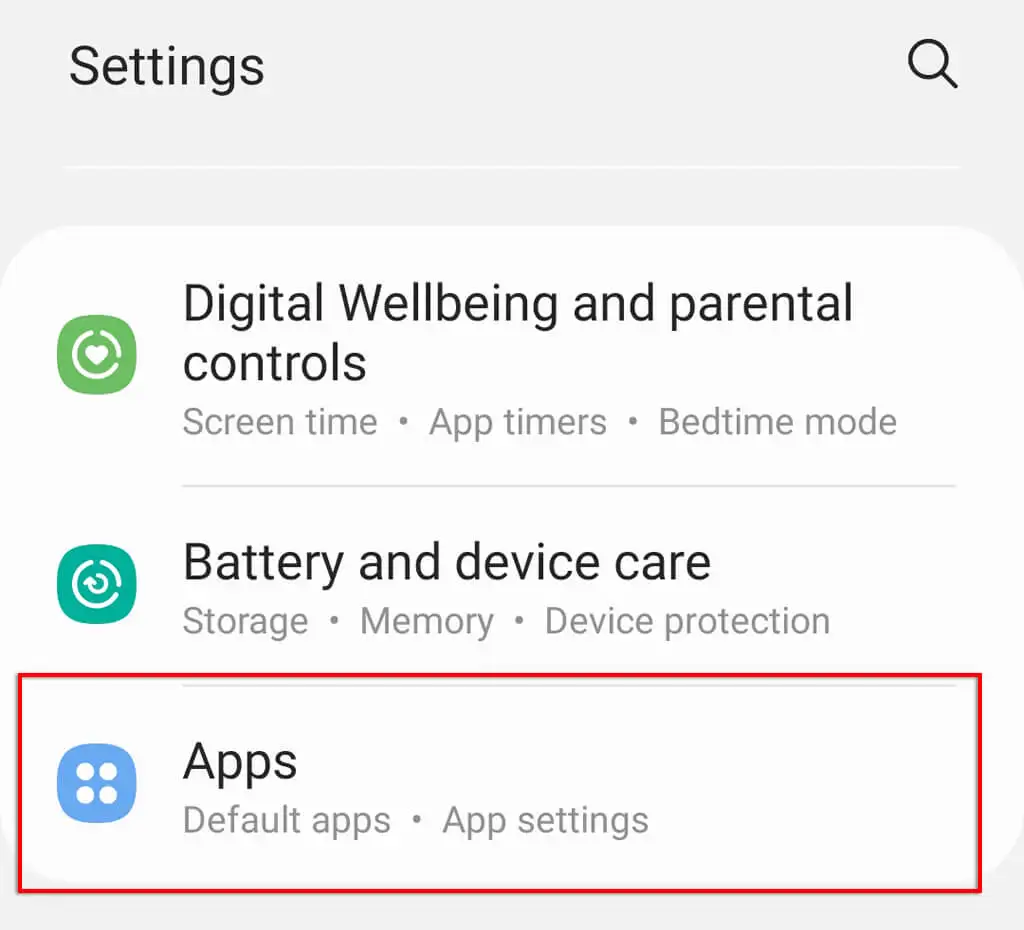 Settings
Digital Wellbeing and parental
controls
Screen time • App timers • Bedtime mode
Battery and device care
Storage • Memory • Device protection
Apps
Default apps • App settings